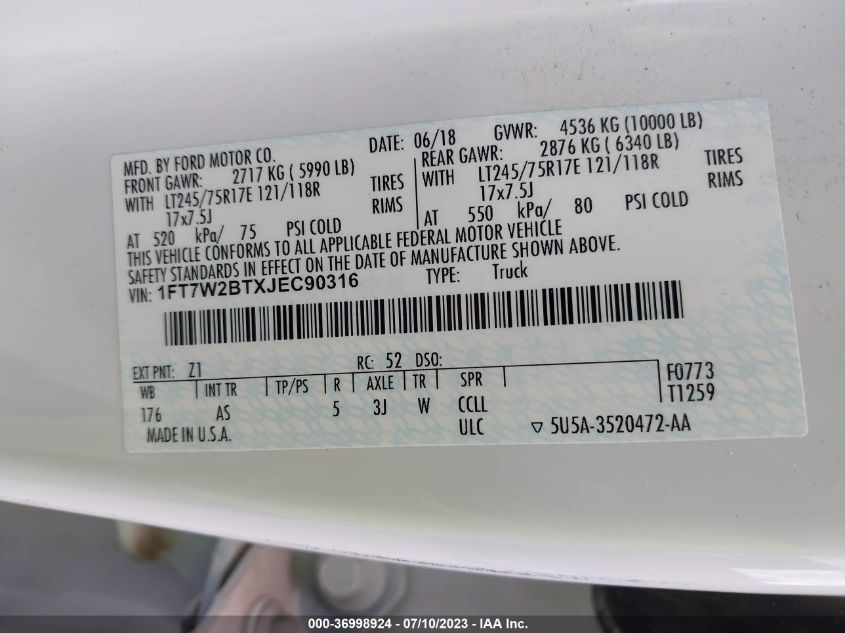 MFD. BY FORD MOTOR CO. DATE: 06/18 GVWR: 4536 KG (10000 LB)
FRONT GAWR: 2717 KG ( 5990 LB) REAR GAWR: 2876 KG ( 6340 LB)
WITH LT245/75R17E 121/118R TIRES WITH LT245/75R17E 121/118R TIRES
17x7.5J RIMS 17x7.5J RIMS
AT 520 kPa/ 75 PSI COLD AT 550 kPa/ 80 PSI COLD
THIS VEHICLE CONFORMS TO ALL APPLICABLE FEDERAL MOTOR VEHICLE
SAFETY STANDARDS IN EFFECT ON THE DATE OF MANUFACTURE SHOWN ABOVE.
VIN: 1FT7W2BTXJEC90316 TYPE: Truck
EXT PNT: Z1 RC: 52 DSO: F0773
WB INT TR TP/PS R AXLE TR SPR T1259
176 AS 5 3J W CCLL
MADE IN U.S.A. ULC ▽ 5U5A-3520472-AA
000-36998924 - 07/10/2023 - IAA Inc.